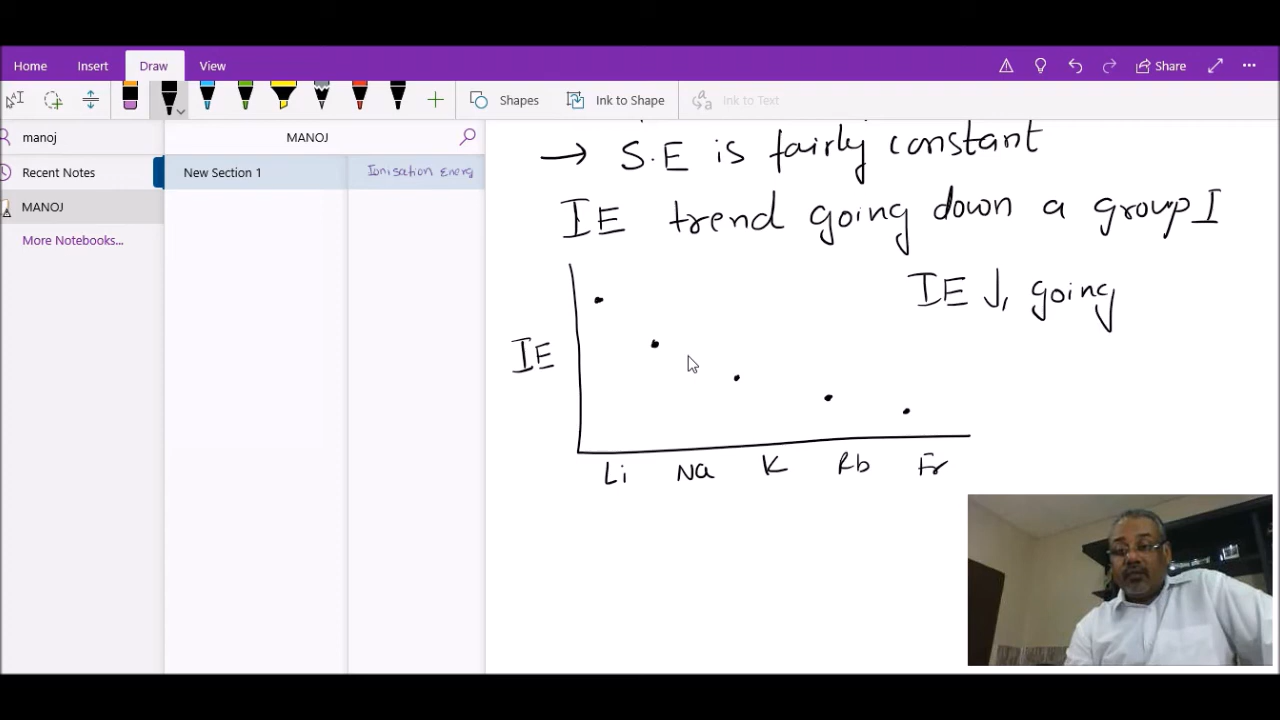 Home Insert Draw View Share
Shapes Ink to Shape Ink to Text
manoj MANOJ
Recent Notes New Section 1 Ionisation Energ
MANOJ
More Notebooks...
→ S.E is fairly constant
IE trend going down a group I
IE ↓, going
IE
Li Na K Rb Fr